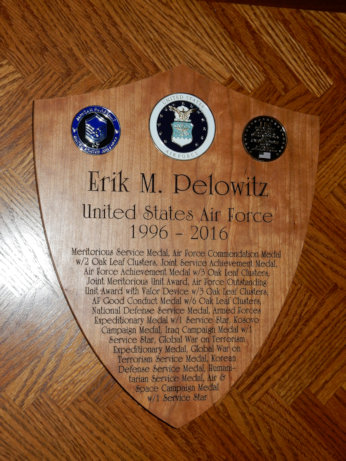 UNITED STATES
AIR FORCE
Erik M. Pelowitz
United States Air Force
1996 - 2016
Meritorious Service Medal, Air Force Commendation Medal
w/2 Oak Leaf Clusters, Joint Service Achievement Medal,
Air Force Achievement Medal w/3 Oak Leaf Clusters,
Joint Meritorious Unit Award, Air Force Outstanding
Unit Award with Valor Device w/3 Oak Leaf Clusters,
AF Good Conduct Medal w/6 Oak Leaf Clusters,
National Defense Service Medal, Armed Forces
Expeditionary Medal w/1 Service Star, Kosovo
Campaign Medal, Iraq Campaign Medal w/1
Service Star, Global War on Terrorism
Expeditionary Medal, Global War on
Terrorism Service Medal, Korean
Defense Service Medal, Humani-
tarian Service Medal, Air &
Space Campaign Medal
w/1 Service Star